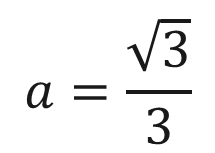 a = √3/3